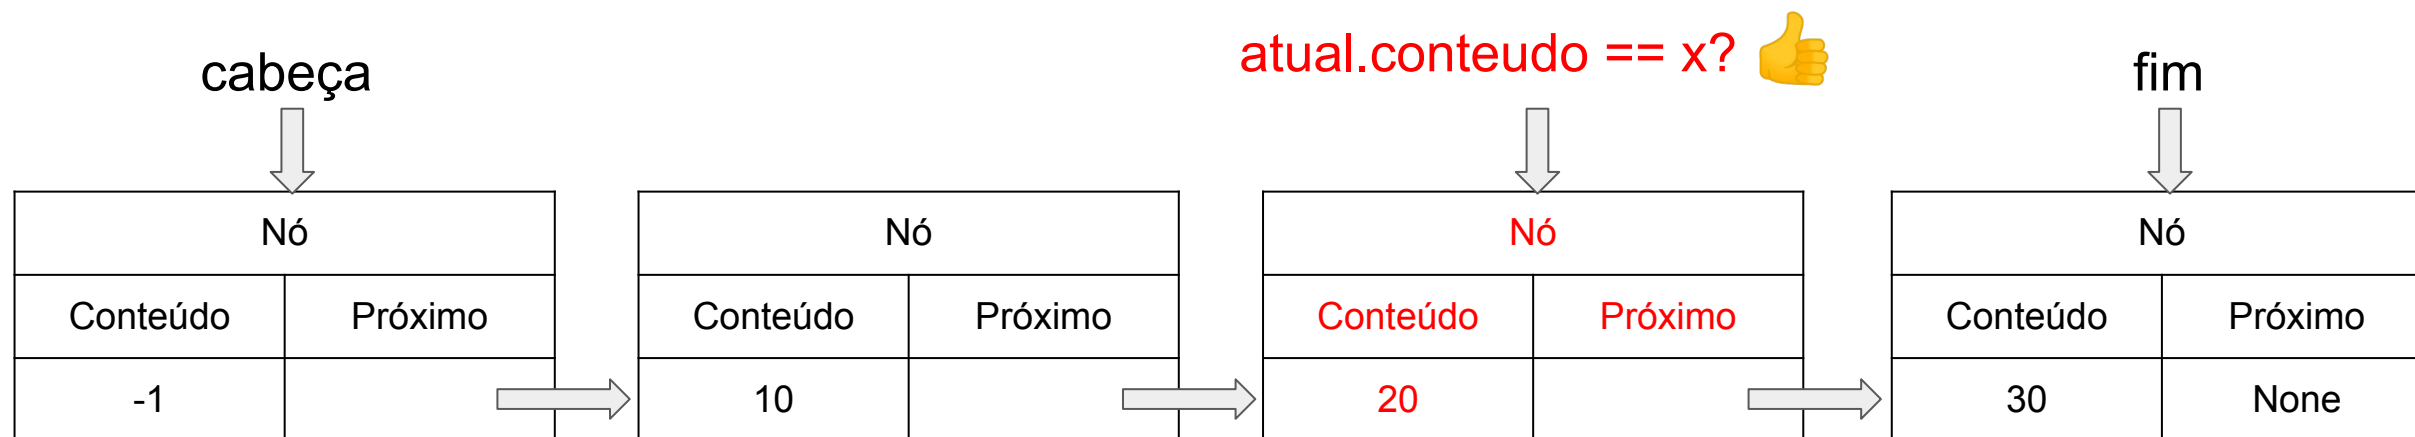 cabeça
atual.conteudo == x? 👍
fim
Nó
Nó
Nó
Nó
Conteúdo Próximo
Conteúdo Próximo
Conteúdo Próximo
Conteúdo Próximo
-1
10
20
30 None